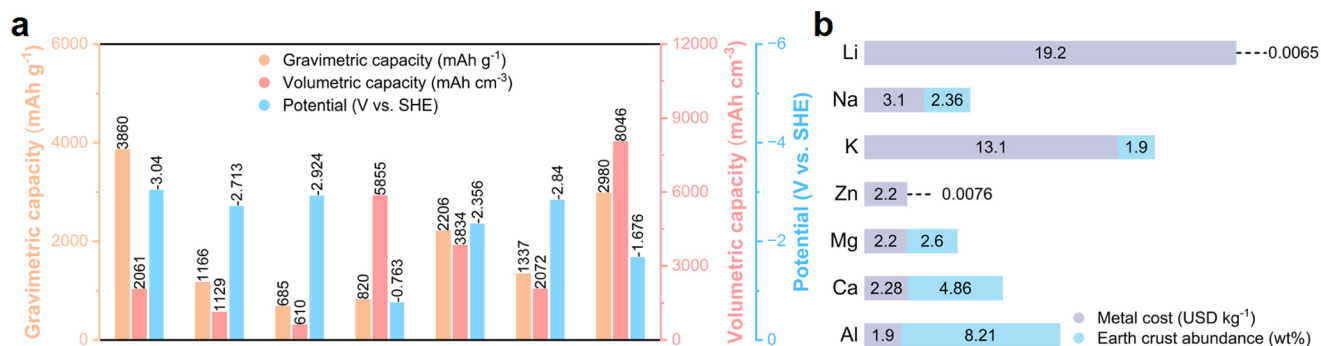 a
Gravimetric capacity (mAh g⁻¹)
6000
4000
2000
0
Gravimetric capacity (mAh g⁻¹)
Volumetric capacity (mAh cm⁻³)
Potential (V vs. SHE)
3860
2061
-3.04
1166
1129
-2.713
685
610
-2.924
820
5855
-0.763
2206
3834
-2.356
1337
2072
-2.84
2980
8046
-1.676
12000
9000
6000
3000
0
Volumetric capacity (mAh cm⁻³)
−6
−4
−2
0
Potential (V vs. SHE)
b
Li 19.2 0.0065
Na 3.1 2.36
K 13.1 1.9
Zn 2.2 0.0076
Mg 2.2 2.6
Ca 2.28 4.86
Al 1.9 8.21
Metal cost (USD kg⁻¹)
Earth crust abundance (wt%)